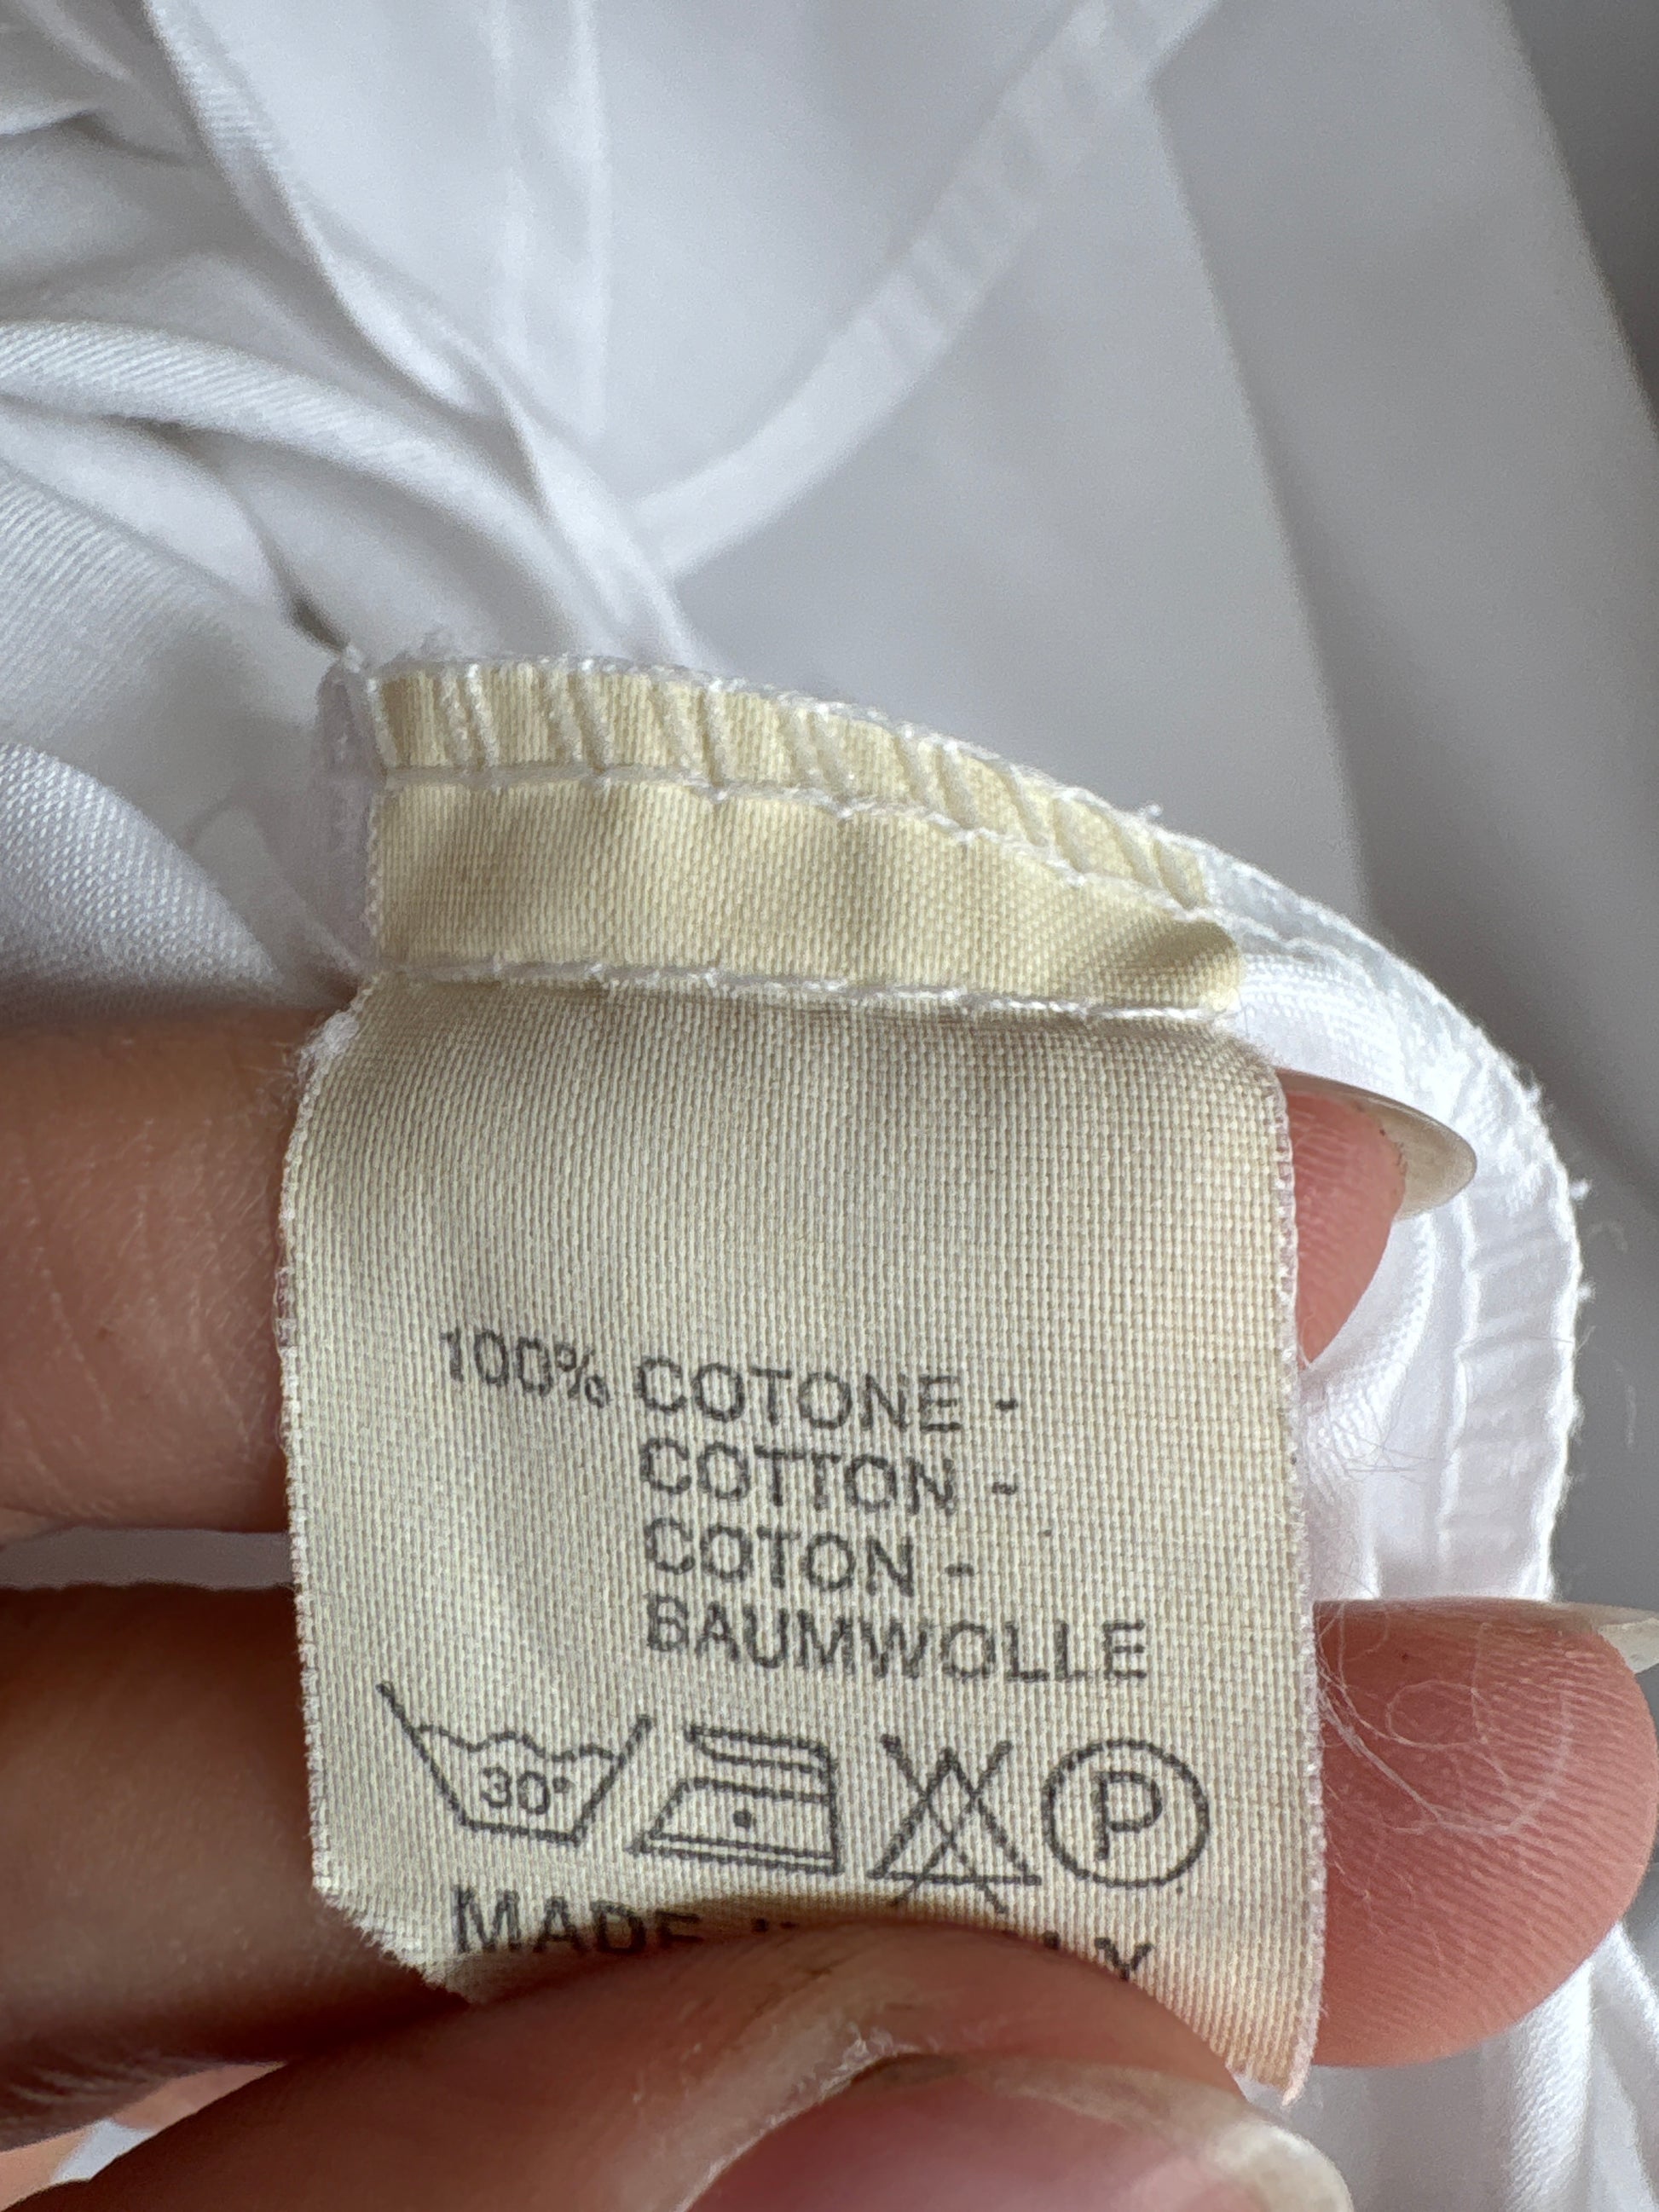 100% COTONE -
COTTON -
COTON -
BAUMWOLLE
30° P
MADE